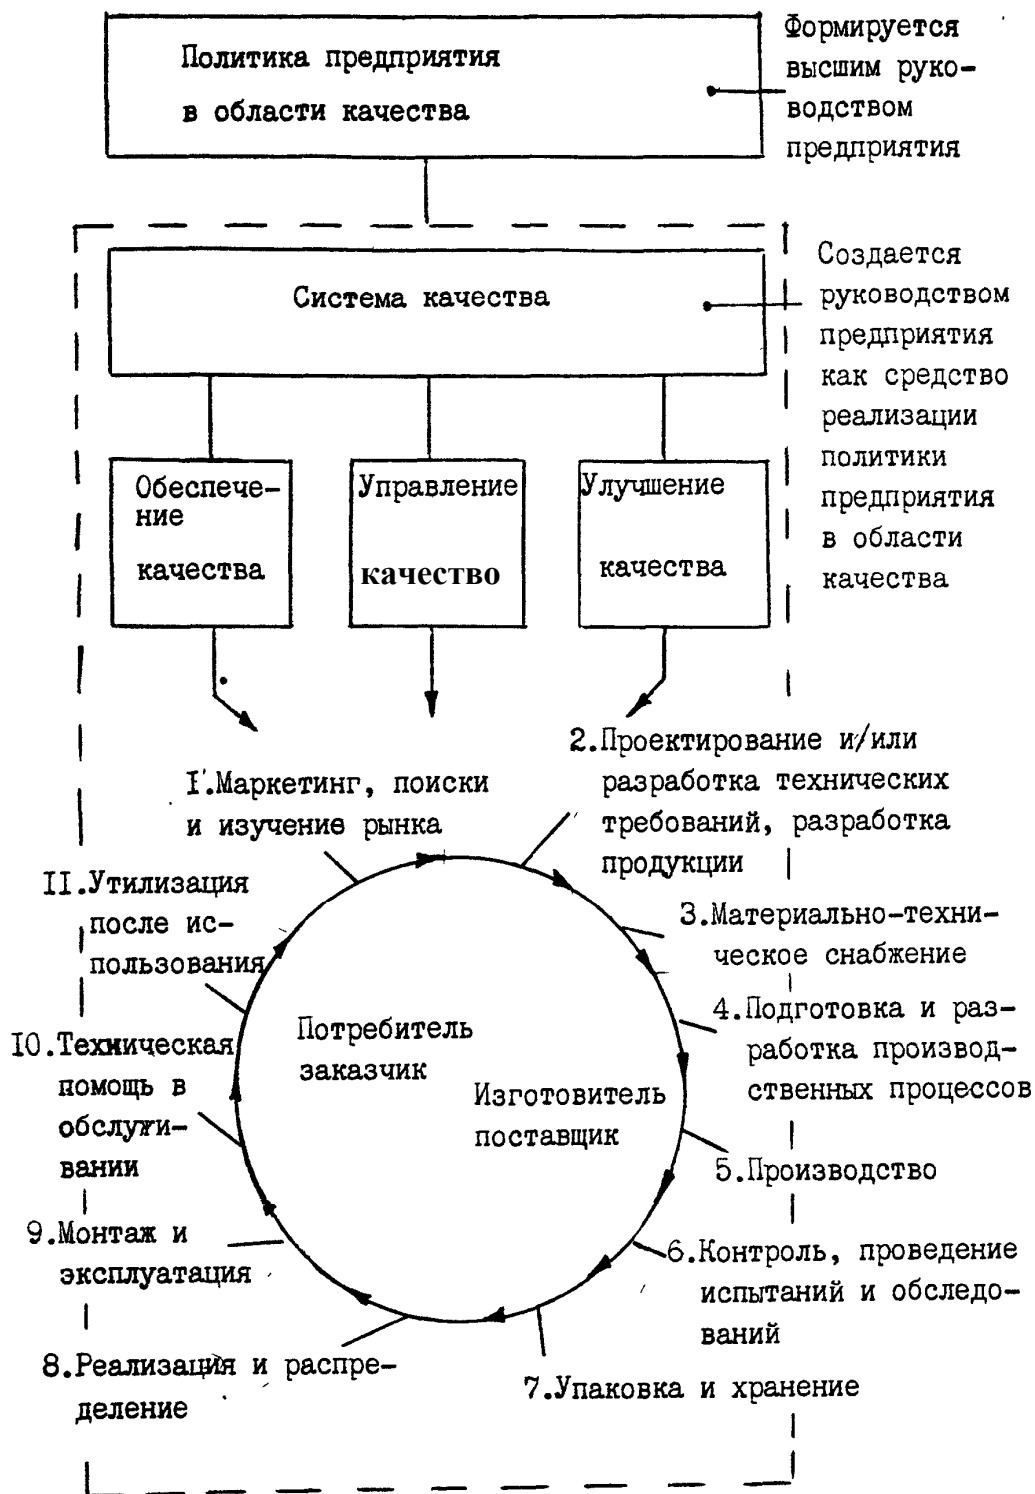 Политика предприятия
в области качества
Формируется
высшим руко-
водством
предприятия
Система качества
Создается
руководством
предприятия
как средство
реализации
политики
предприятия
в области
качества
Обеспече-
ние
качества
Управление
качество
Улучшение
качества
I.Маркетинг, поиски
и изучение рынка
2.Проектирование и/или
разработка технических
требований, разработка
продукции
3.Материально-техни-
ческое снабжение
4.Подготовка и раз-
работка производ-
ственных процессов
5.Производство
6.Контроль, проведение
испытаний и обследо-
ваний
7.Упаковка и хранение
8.Реализация и распре-
деление
9.Монтаж и
эксплуатация
IO.Техническая
помощь в
обслужи-
вании
II.Утилизация
после ис-
пользования
Потребитель
заказчик
Изготовитель
поставщик